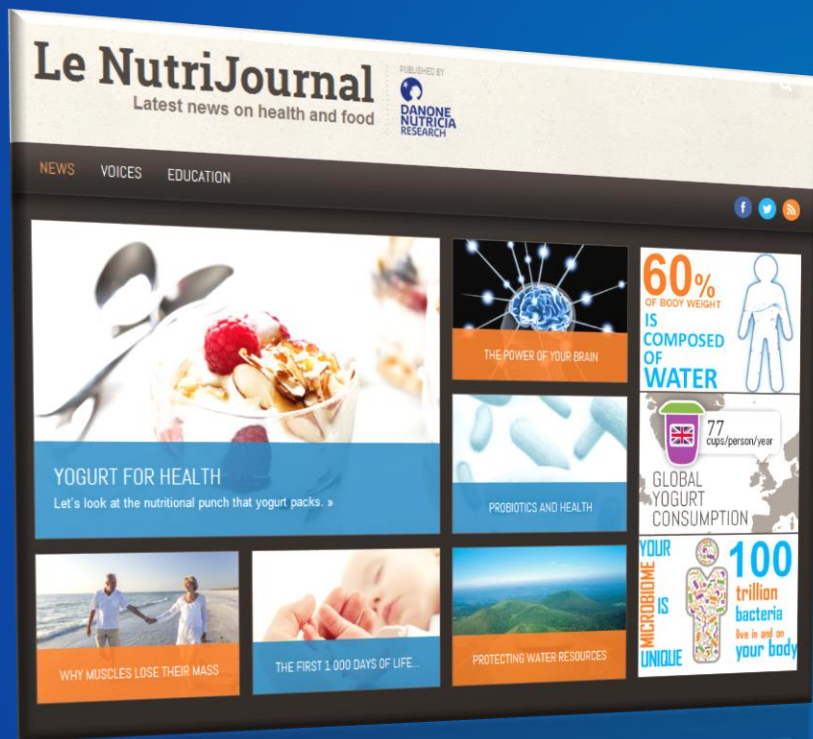 Le NutriJournal
Latest news on health and food
PUBLISHED BY
DANONE
NUTRICIA
RESEARCH
NEWS VOICES EDUCATION
YOGURT FOR HEALTH
Let's look at the nutritional punch that yogurt packs. »
THE POWER OF YOUR BRAIN
PROBIOTICS AND HEALTH
WHY MUSCLES LOSE THEIR MASS
THE FIRST 1 000 DAYS OF LIFE...
PROTECTING WATER RESOURCES
60%
OF BODY WEIGHT
IS
COMPOSED
OF
WATER
77
cups/person/year
GLOBAL
YOGURT
CONSUMPTION
YOUR
MICROBIOME
IS
UNIQUE
100
trillion
bacteria
live in and on
your body